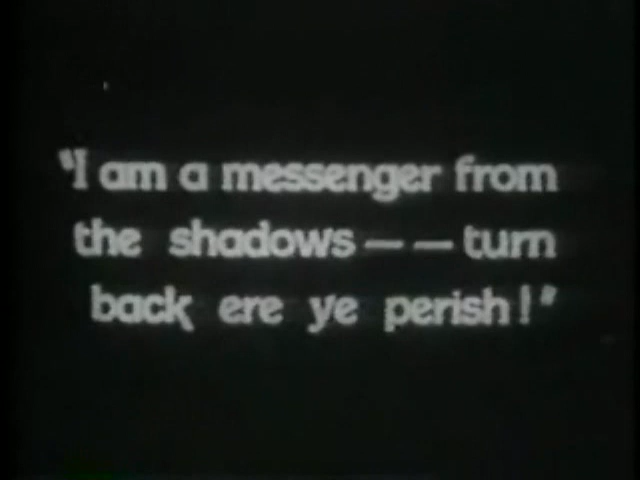 "I am a messenger from
the shadows — — turn
back ere ye perish!"